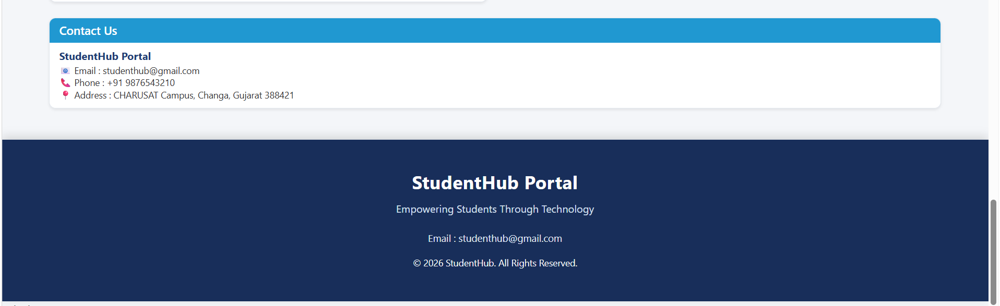 Contact Us
StudentHub Portal
Email : studenthub@gmail.com
Phone : +91 9876543210
Address : CHARUSAT Campus, Changa, Gujarat 388421
StudentHub Portal
Empowering Students Through Technology
Email : studenthub@gmail.com
© 2026 StudentHub. All Rights Reserved.